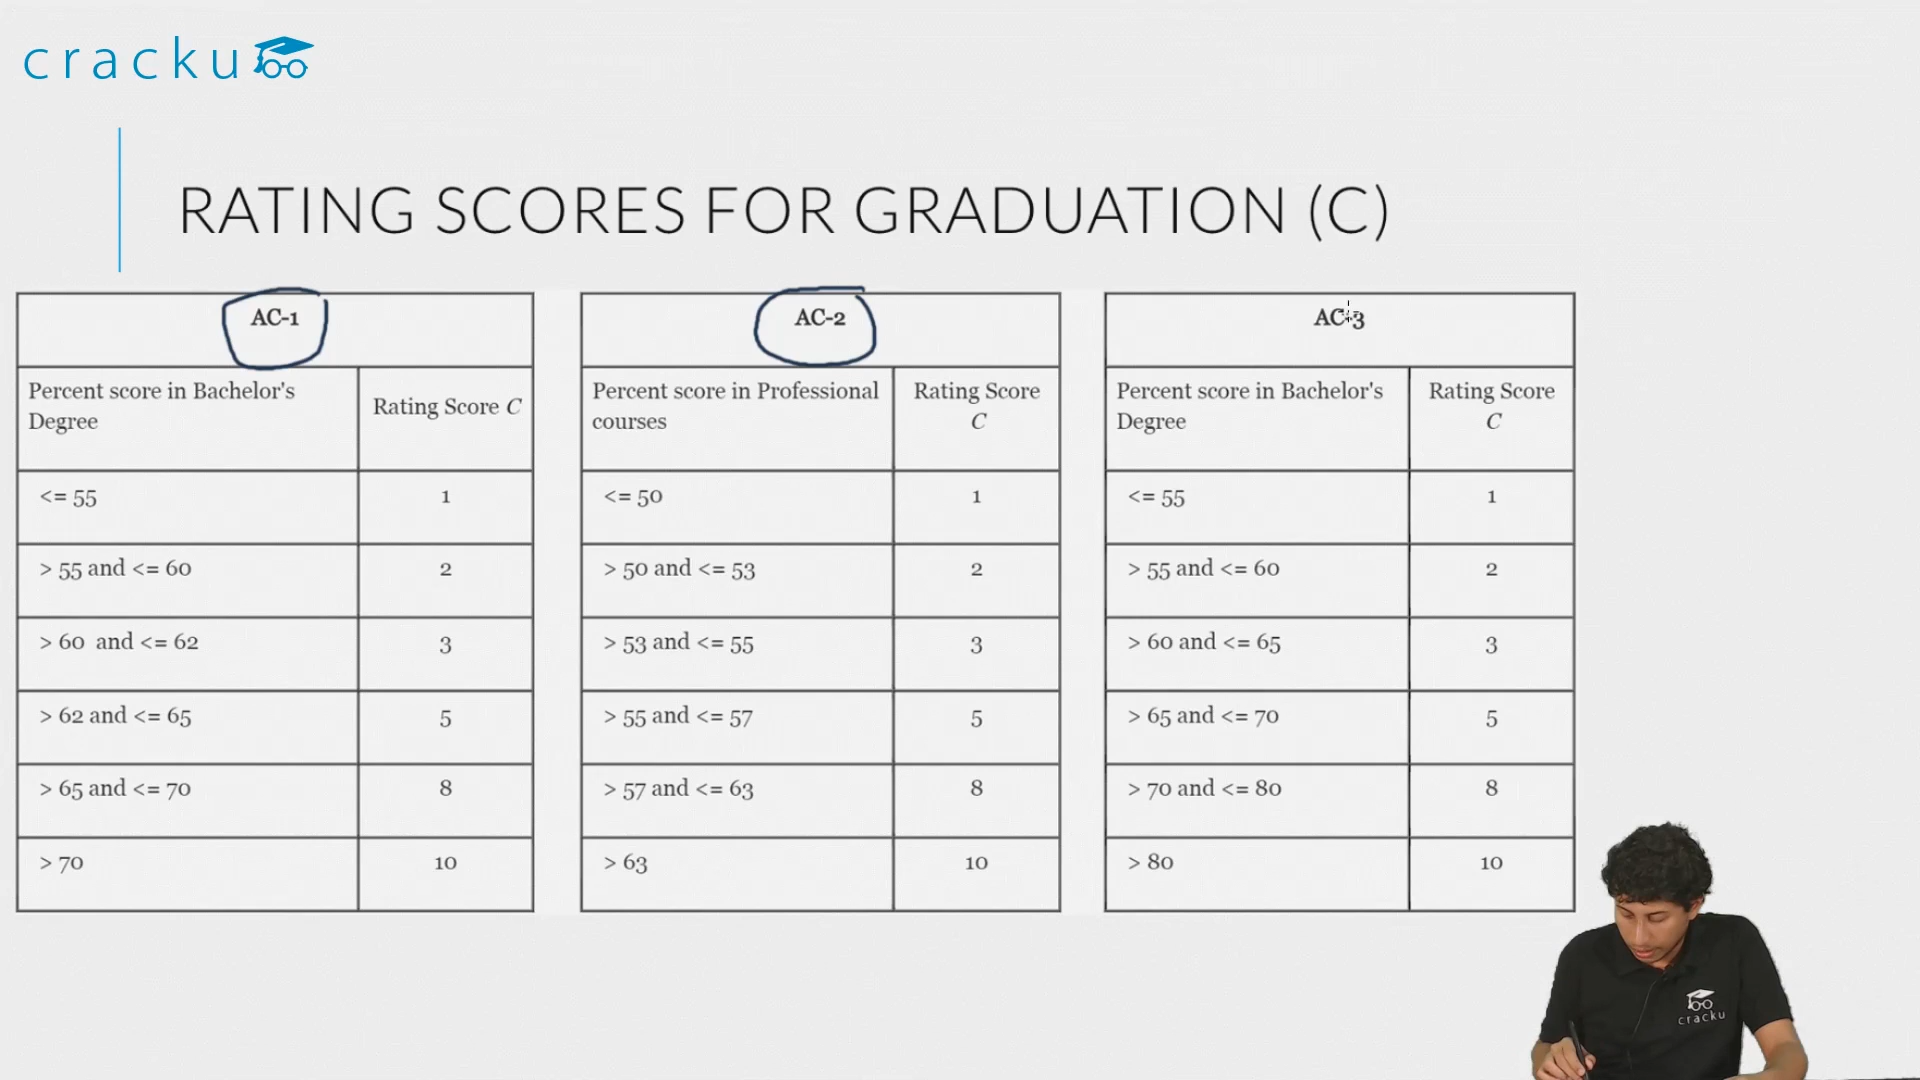 cracku
RATING SCORES FOR GRADUATION (C)
AC-1
Percent score in Bachelor's
Degree
Rating Score C
<= 55
1
> 55 and <= 60
2
> 60 and <= 62
3
> 62 and <= 65
5
> 65 and <= 70
8
> 70
10
AC-2
Percent score in Professional
courses
Rating Score
C
<= 50
1
> 50 and <= 53
2
> 53 and <= 55
3
> 55 and <= 57
5
> 57 and <= 63
8
> 63
10
AC-3
Percent score in Bachelor's
Degree
Rating Score
C
<= 55
1
> 55 and <= 60
2
> 60 and <= 65
3
> 65 and <= 70
5
> 70 and <= 80
8
> 80
10
cracku